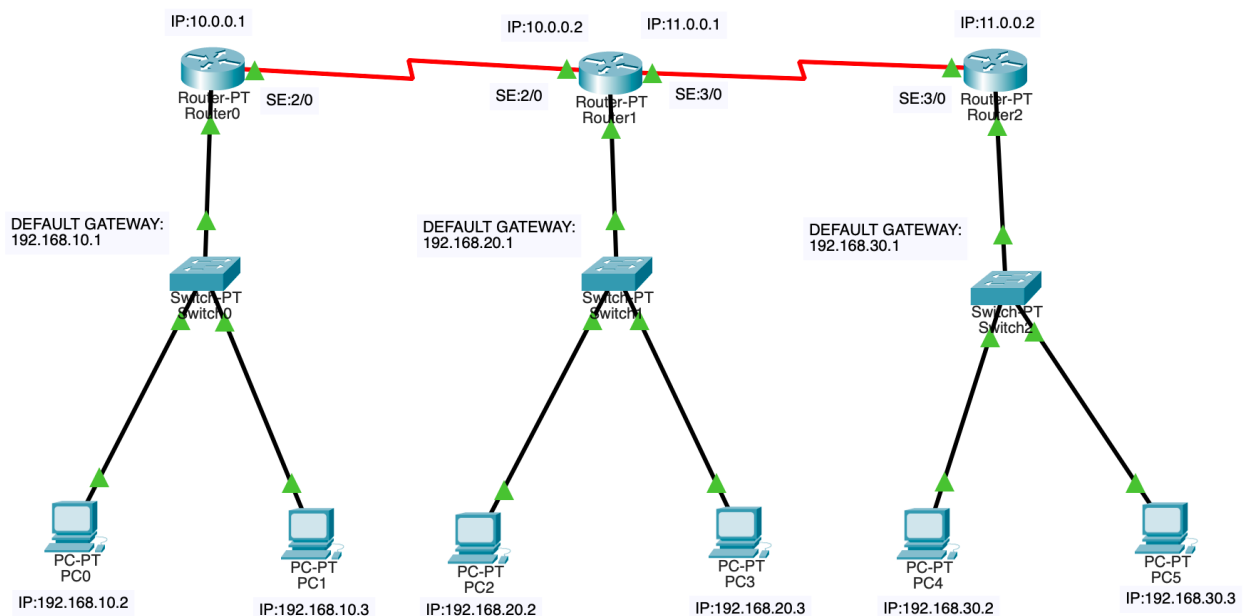 IP:10.0.0.1
IP:10.0.0.2
IP:11.0.0.1
IP:11.0.0.2
Router-PT
Router0
SE:2/0
SE:2/0
Router-PT
Router1
SE:3/0
SE:3/0
Router-PT
Router2
DEFAULT GATEWAY:
192.168.10.1
DEFAULT GATEWAY:
192.168.20.1
DEFAULT GATEWAY:
192.168.30.1
Switch-PT
Switch0
Switch-PT
Switch1
Switch-PT
Switch2
PC-PT
PC0
PC-PT
PC1
PC-PT
PC2
PC-PT
PC3
PC-PT
PC4
PC-PT
PC5
IP:192.168.10.2
IP:192.168.10.3
IP:192.168.20.2
IP:192.168.20.3
IP:192.168.30.2
IP:192.168.30.3